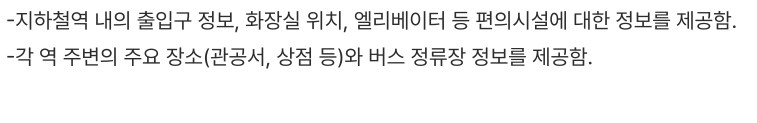 -지하철역 내의 출입구 정보, 화장실 위치, 엘리베이터 등 편의시설에 대한 정보를 제공함.
-각 역 주변의 주요 장소(관공서, 상점 등)와 버스 정류장 정보를 제공함.